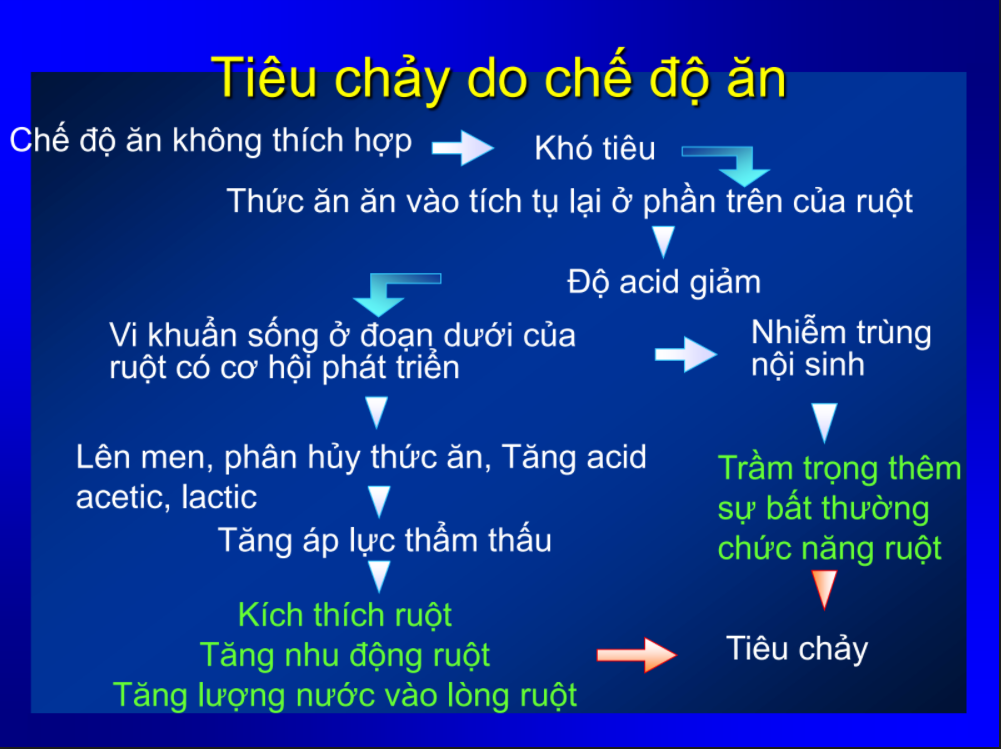 Tiêu chảy do chế độ ăn
Chế độ ăn không thích hợp
Khó tiêu
Thức ăn ăn vào tích tụ lại ở phần trên của ruột
Độ acid giảm
Vi khuẩn sống ở đoạn dưới của
ruột có cơ hội phát triển
Nhiễm trùng
nội sinh
Lên men, phân hủy thức ăn, Tăng acid
acetic, lactic
Trầm trọng thêm
sự bất thường
chức năng ruột
Tăng áp lực thẩm thấu
Kích thích ruột
Tăng nhu động ruột
Tăng lượng nước vào lòng ruột
Tiêu chảy